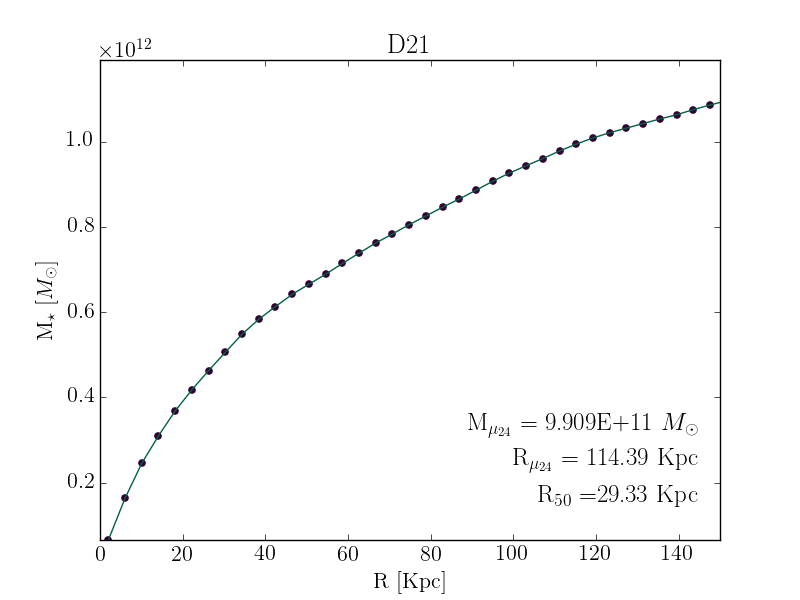 D21
×10¹²
1.0
0.8
0.6
0.4
0.2
M⋆ [M⊙]
M_μ₂₄ = 9.909E+11 M⊙
R_μ₂₄ = 114.39 Kpc
R₅₀ =29.33 Kpc
0 20 40 60 80 100 120 140
R [Kpc]